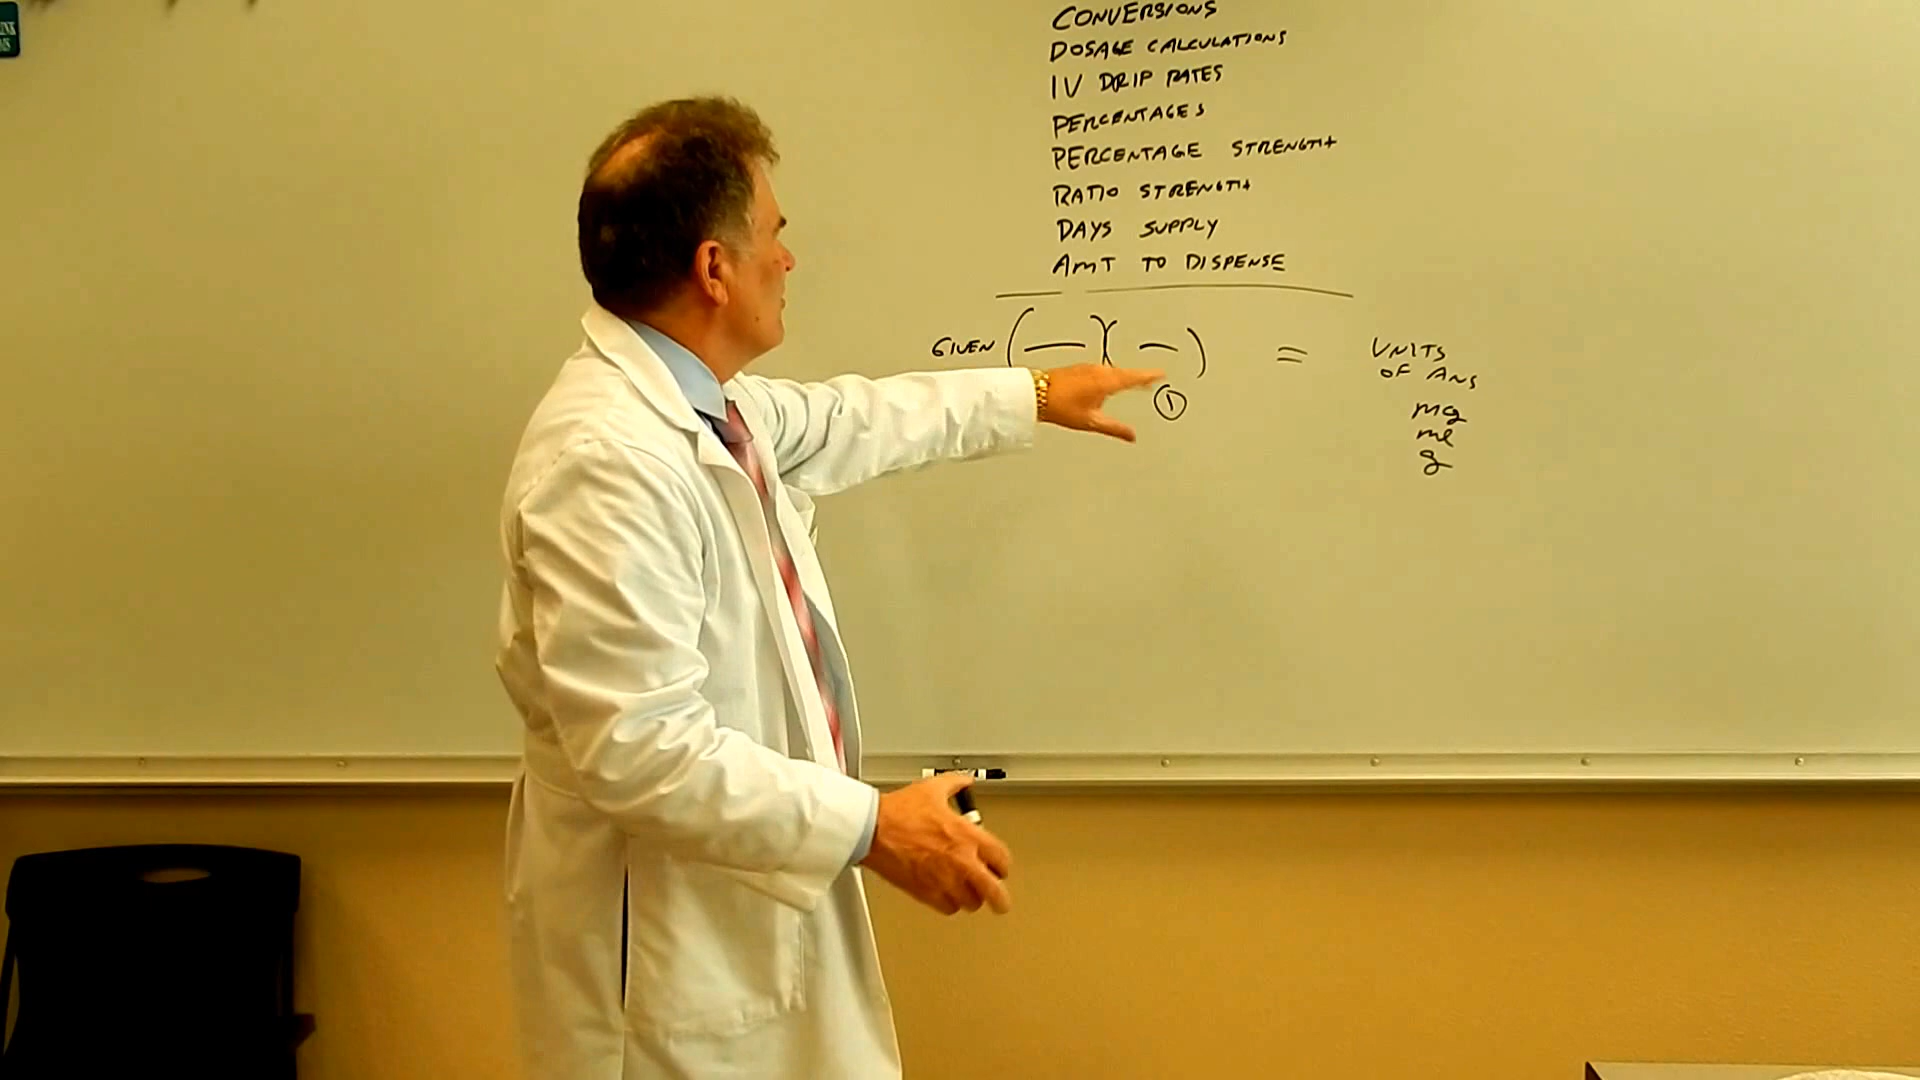 CONVERSIONS
DOSAGE CALCULATIONS
IV DRIP RATES
PERCENTAGES
PERCENTAGE STRENGTH
RATIO STRENGTH
DAYS SUPPLY
AMT TO DISPENSE
GIVEN (—)(—) = UNITS
OF ANS
①
mg
ml
g